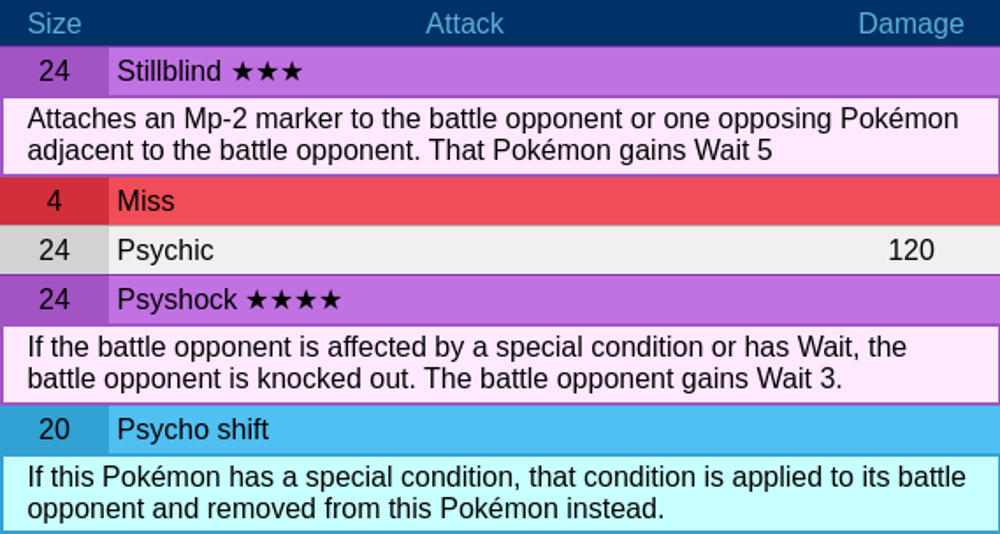 Size Attack Damage
24 Stillblind ★★★
Attaches an Mp-2 marker to the battle opponent or one opposing Pokémon
adjacent to the battle opponent. That Pokémon gains Wait 5
4 Miss
24 Psychic 120
24 Psyshock ★★★★
If the battle opponent is affected by a special condition or has Wait, the
battle opponent is knocked out. The battle opponent gains Wait 3.
20 Psycho shift
If this Pokémon has a special condition, that condition is applied to its battle
opponent and removed from this Pokémon instead.